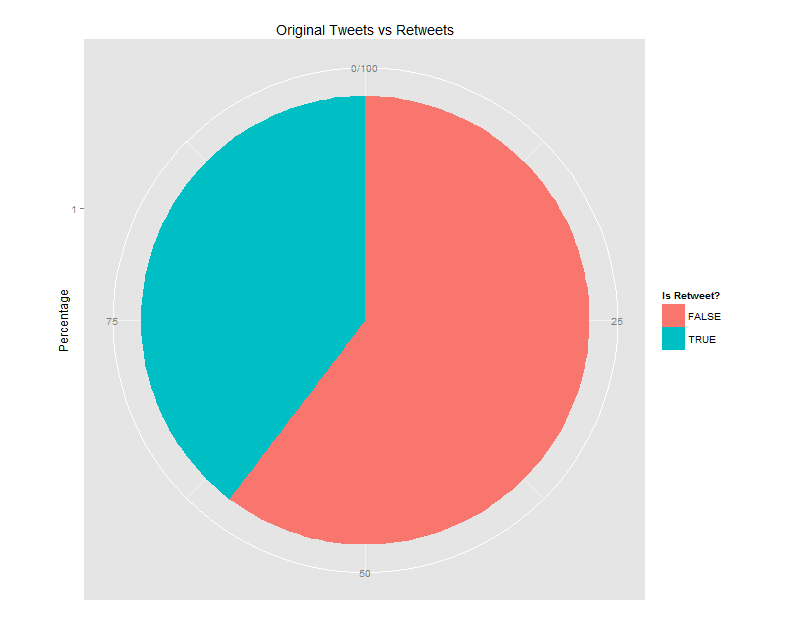 Original Tweets vs Retweets
0/100
1
Percentage
75
25
50
Is Retweet?
FALSE
TRUE